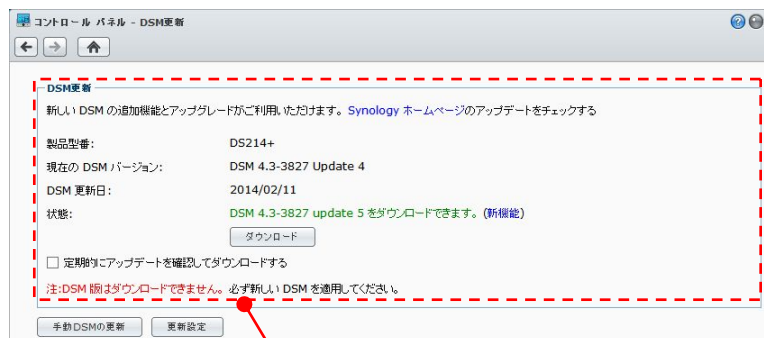 コントロール パネル - DSM更新
DSM更新
新しい DSM の追加機能とアップグレードがご利用いただけます。Synology ホームページのアップデートをチェックする
製品型番: DS214+
現在の DSM バージョン: DSM 4.3-3827 Update 4
DSM 更新日: 2014/02/11
状態: DSM 4.3-3827 update 5 をダウンロードできます。(新機能)
ダウンロード
定期的にアップデートを確認してダウンロードする
注:DSM 版はダウンロードできません。必ず新しい DSM を適用してください。
手動DSMの更新 更新設定